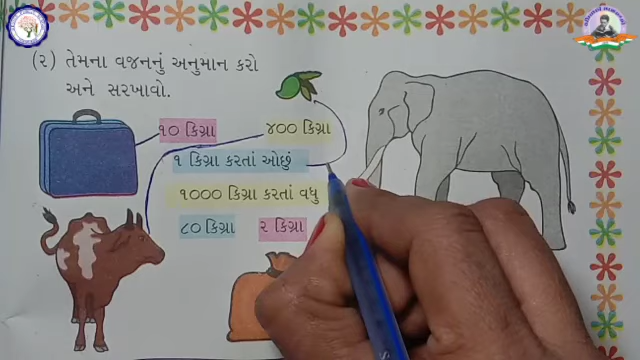 (૨) તેમના વજનનું અનુમાન કરો
અને સરખાવો.
૧૦ કિગ્રા
૪૦૦ કિગ્રા
૧ કિગ્રા કરતાં ઓછું
૧૦૦૦ કિગ્રા કરતાં વધુ
૮૦ કિગ્રા
૨ કિગ્રા